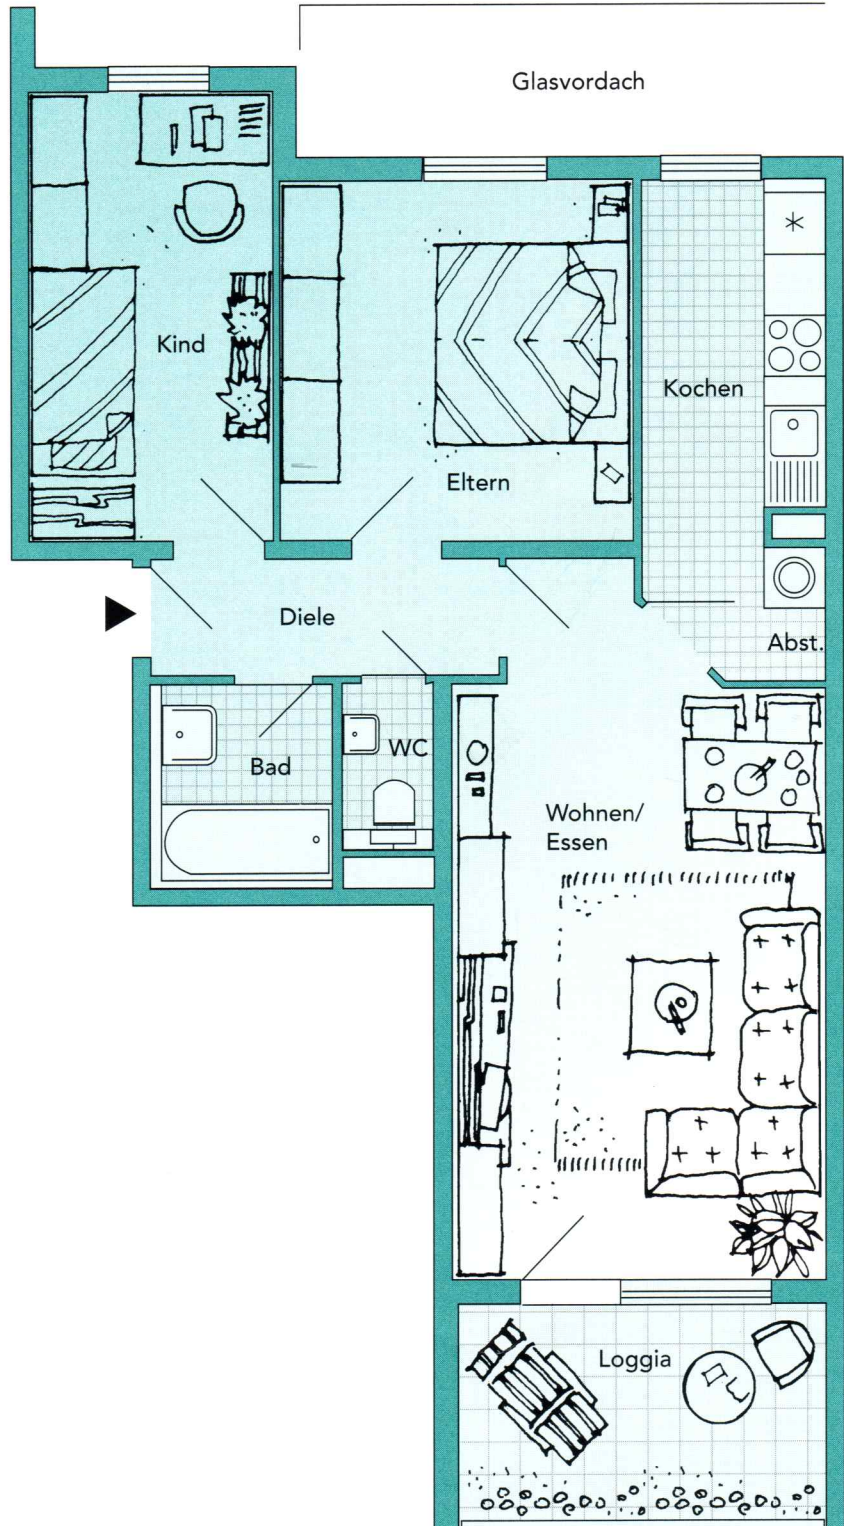 Glasvordach
Kind
Kochen
Eltern
Diele
Abst.
Bad
WC
Wohnen/
Essen
Loggia